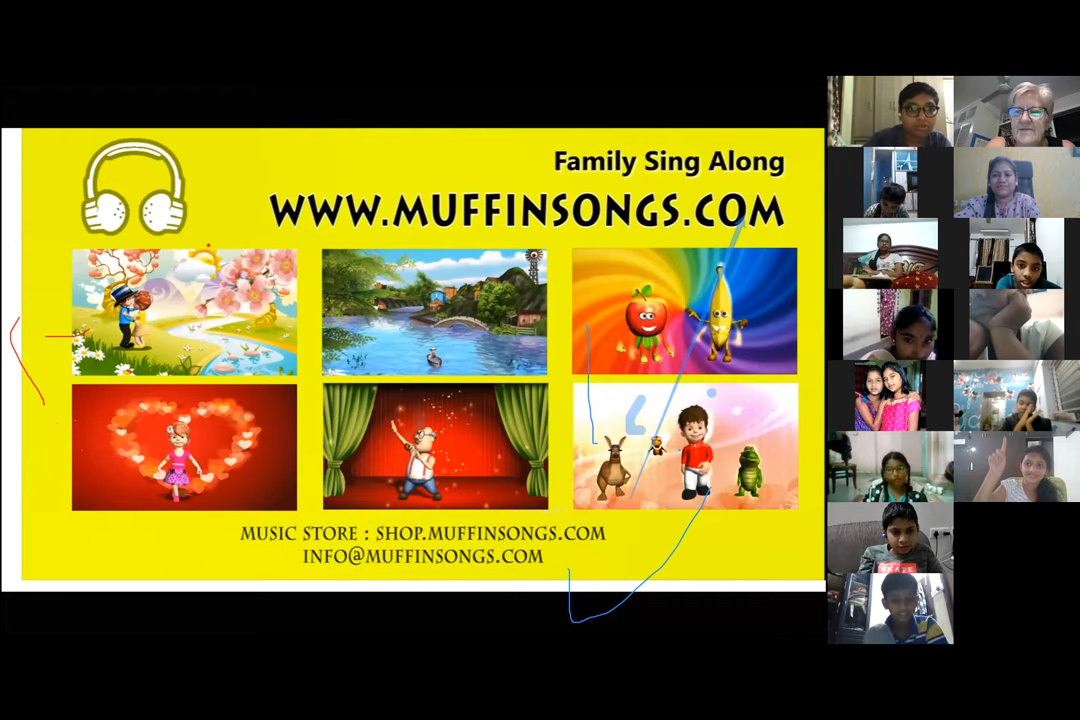 Family Sing Along
WWW.MUFFINSONGS.COM
MUSIC STORE : SHOP.MUFFINSONGS.COM
INFO@MUFFINSONGS.COM